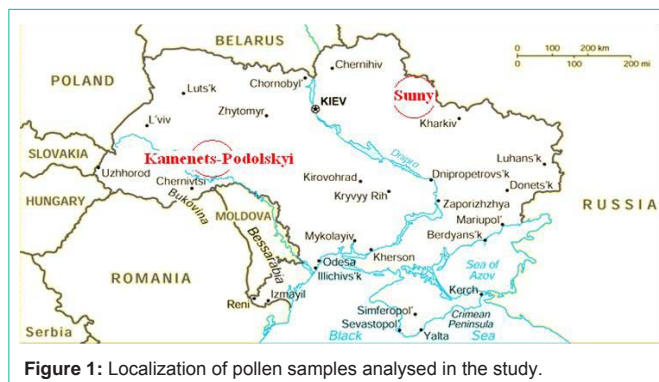 BELARUS
POLAND
Chernihiv
Chornobyl'
Luts'k
KIEV
Sumy
0 100 200 km
0 100 200 mi
L'viv
Zhytomyr
Kharkiv
SLOVAKIA
Kamenets-Podolskyi
Dnipro
Uzhhorod
Chernivtsi
Kirovohrad
Dnipropetrovs'k
Luhans'k
HUNGARY
Bukovina
MOLDOVA
Kryvyy Rih
Zaporizhzhya
Donets'k
RUSSIA
Bessarabia
Mykolayiv
Mariupol'
Berdyans'k
Odesa
Kherson
ROMANIA
Illichivs'k
Sea of
Azov
Reni
Izmayil
Kerch
Simferopol'
Crimean
Peninsula
Serbia
Sevastopol
Yalta
Black Sea
Figure 1: Localization of pollen samples analysed in the study.